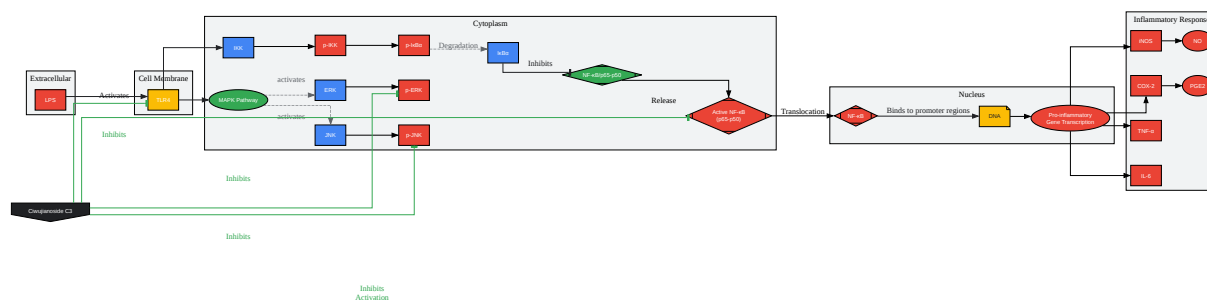 Cytoplasm
Inflammatory Response
Extracellular
LPS
Activates
Cell Membrane
TLR4
IKK
p-IKK
p-IκBα
Degradation
IκBα
Inhibits
NF-κB/p65-p50
MAPK Pathway
activates
ERK
p-ERK
activates
JNK
p-JNK
Release
Active NF-κB
(p65-p50)
Translocation
Nucleus
NF-κB
Binds to promoter regions
DNA
Pro-inflammatory
Gene Transcription
iNOS
NO
COX-2
PGE2
TNF-α
IL-6
Inhibits
Inhibits
Ciwujianoside C3
Inhibits
Inhibits
Activation